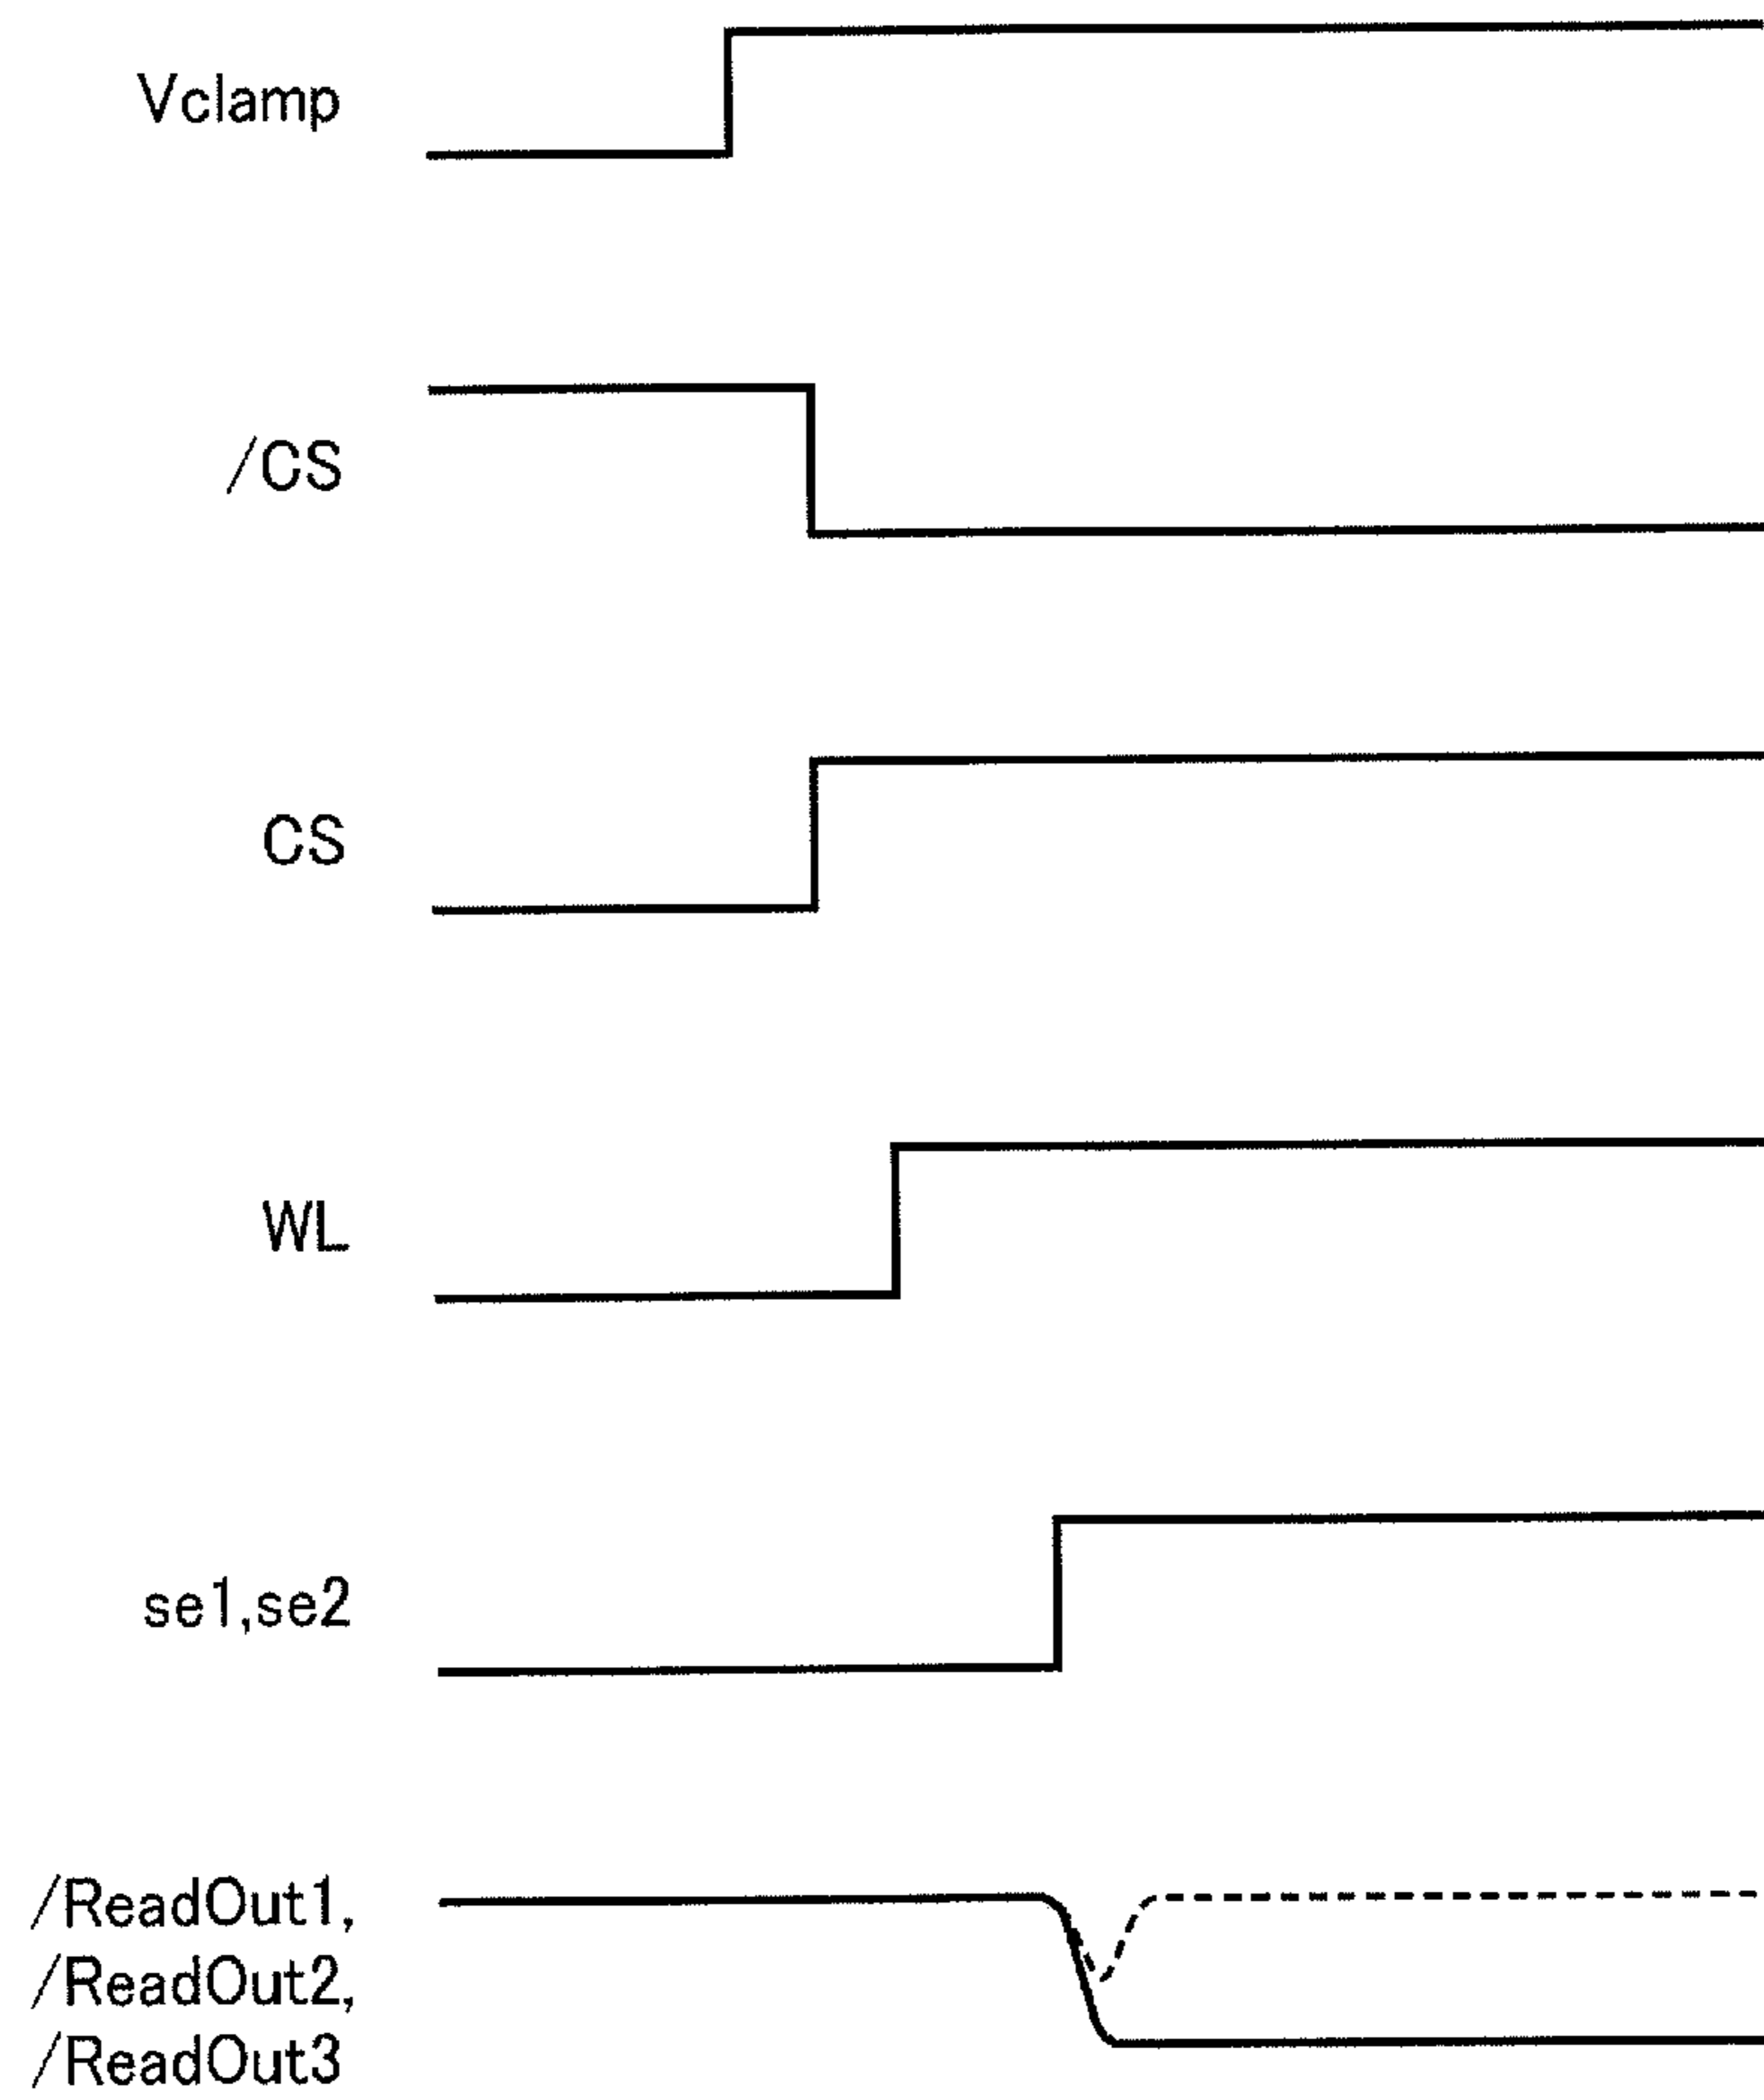 Vclamp
/CS
CS
WL
se1,se2
/ReadOut1,
/ReadOut2,
/ReadOut3